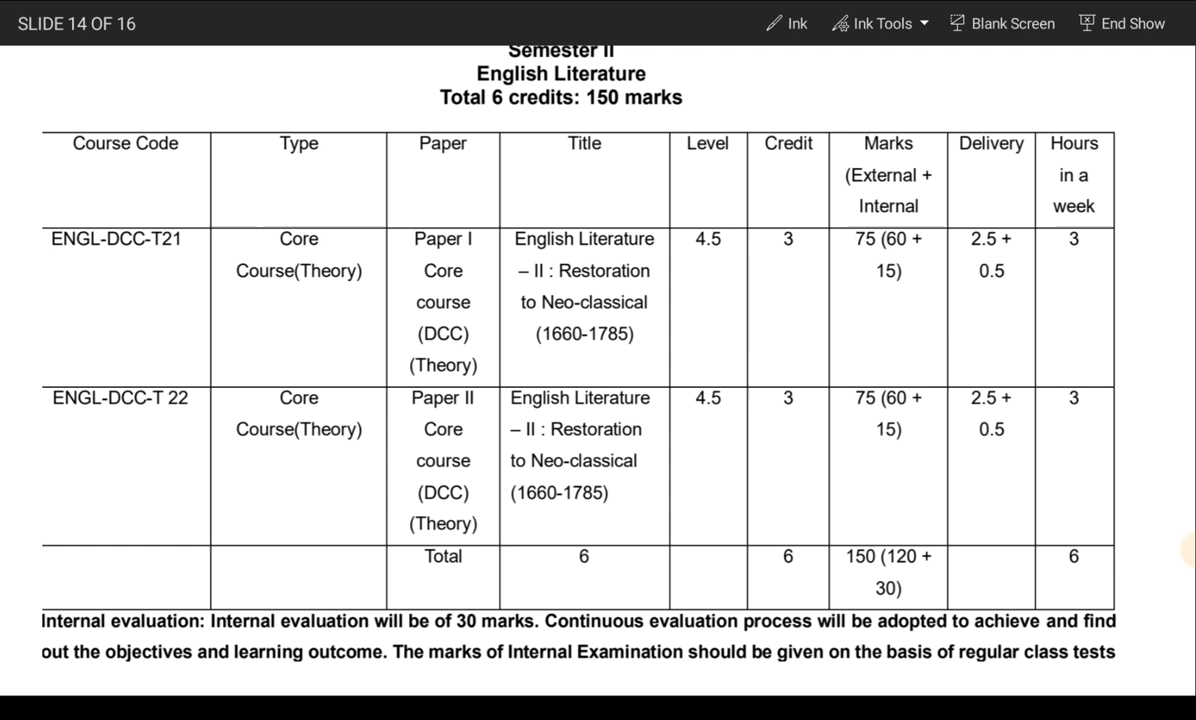 SLIDE 14 OF 16
Ink
Ink Tools
Blank Screen
End Show
Semester II
English Literature
Total 6 credits: 150 marks
Course Code
Type
Paper
Title
Level
Credit
Marks
(External +
Internal
Delivery
Hours
in a
week
ENGL-DCC-T21
Core
Course(Theory)
Paper I
Core
course
(DCC)
(Theory)
English Literature
– II : Restoration
to Neo-classical
(1660-1785)
4.5
3
75 (60 +
15)
2.5 +
0.5
3
ENGL-DCC-T 22
Core
Course(Theory)
Paper II
Core
course
(DCC)
(Theory)
English Literature
– II : Restoration
to Neo-classical
(1660-1785)
4.5
3
75 (60 +
15)
2.5 +
0.5
3
Total
6
6
150 (120 +
30)
6
Internal evaluation: Internal evaluation will be of 30 marks. Continuous evaluation process will be adopted to achieve and find
out the objectives and learning outcome. The marks of Internal Examination should be given on the basis of regular class tests